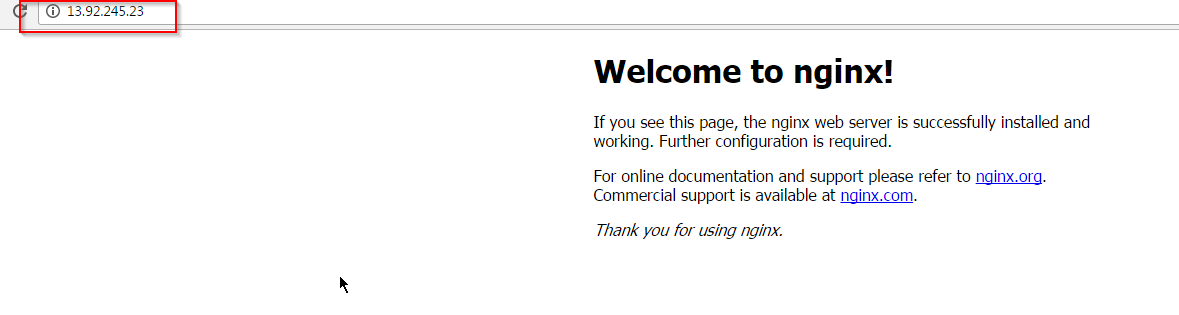 13.92.245.23
Welcome to nginx!
If you see this page, the nginx web server is successfully installed and
working. Further configuration is required.
For online documentation and support please refer to nginx.org.
Commercial support is available at nginx.com.
Thank you for using nginx.